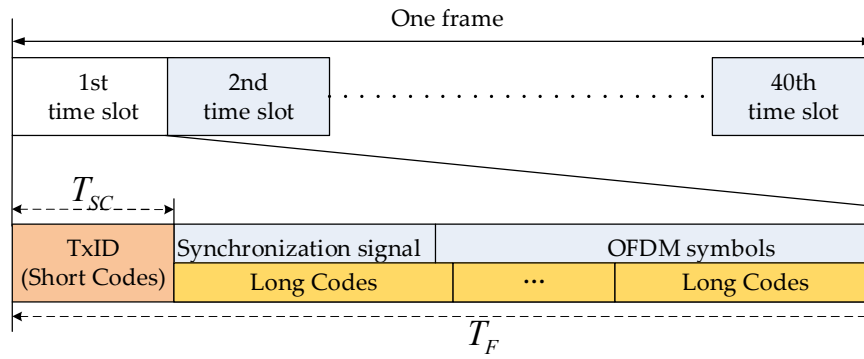 One frame
1st
time slot
2nd
time slot
40th
time slot
T_SC
TxID
(Short Codes)
Synchronization signal
OFDM symbols
Long Codes
...
Long Codes
T_F